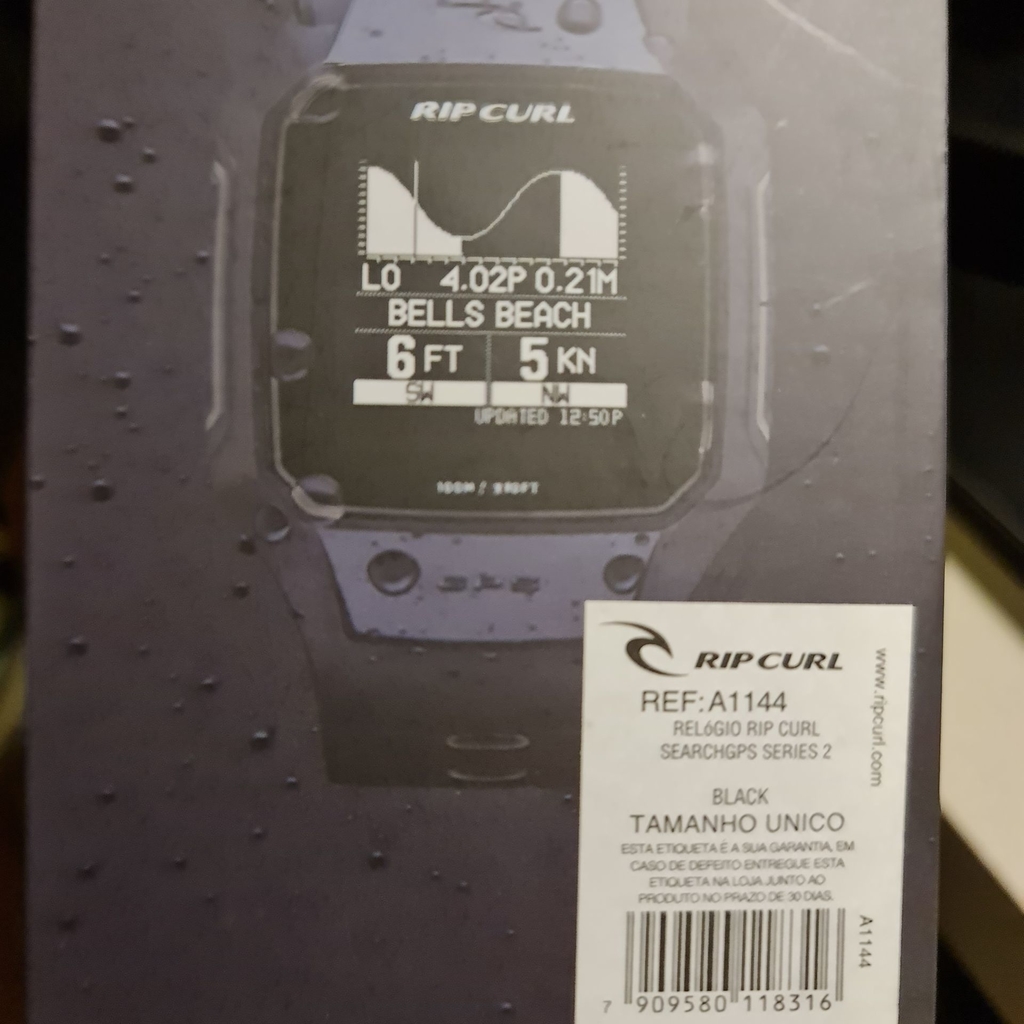 RIP CURL
LO 4.02P 0.21M
BELLS BEACH
6 FT 5 KN
SW NW
UPDATED 12:50P
RIP CURL
www.ripcurl.com
REF: A1144
RELóGIO RIP CURL
SEARCHGPS SERIES 2
BLACK
TAMANHO UNICO
ESTA ETIQUETA É A SUA GARANTIA, EM
CASO DE DEFEITO ENTREGUE ESTA
ETIQUETA NA LOJA JUNTO AO
PRODUTO NO PRAZO DE 30 DIAS.
A1144
7 909580 118316